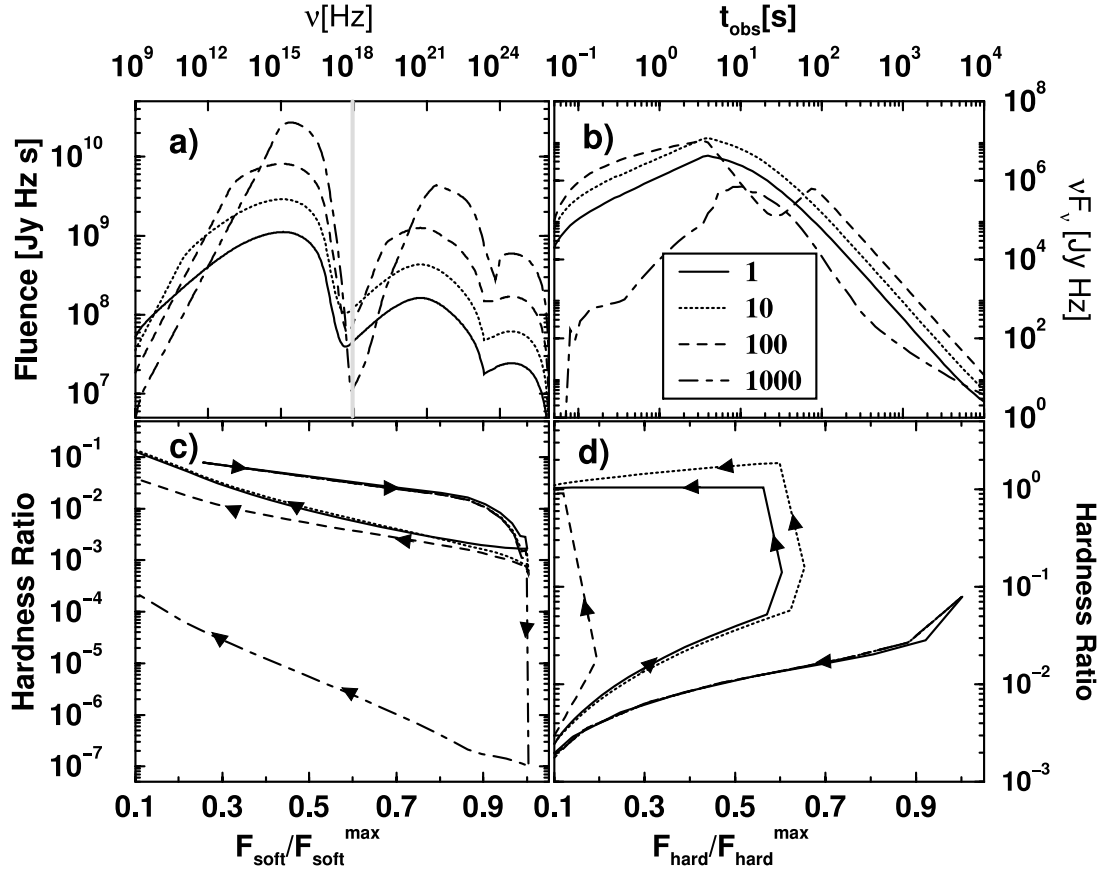 ν[Hz]
t_obs[s]
10^9 10^12 10^15 10^18 10^21 10^24
10^−1 10^0 10^1 10^2 10^3 10^4
a)
b)
Fluence [Jy Hz s]
10^10
10^9
10^8
10^7
10^8
10^6
10^4
10^2
10^0
νF_ν [Jy Hz]
1
10
100
1000
c)
d)
Hardness Ratio
10^−1
10^−2
10^−3
10^−4
10^−5
10^−6
10^−7
10^0
10^−1
10^−2
10^−3
Hardness Ratio
0.1 0.3 0.5 0.7 0.9 0.1 0.3 0.5 0.7 0.9
F_soft/F_soft^max
F_hard/F_hard^max